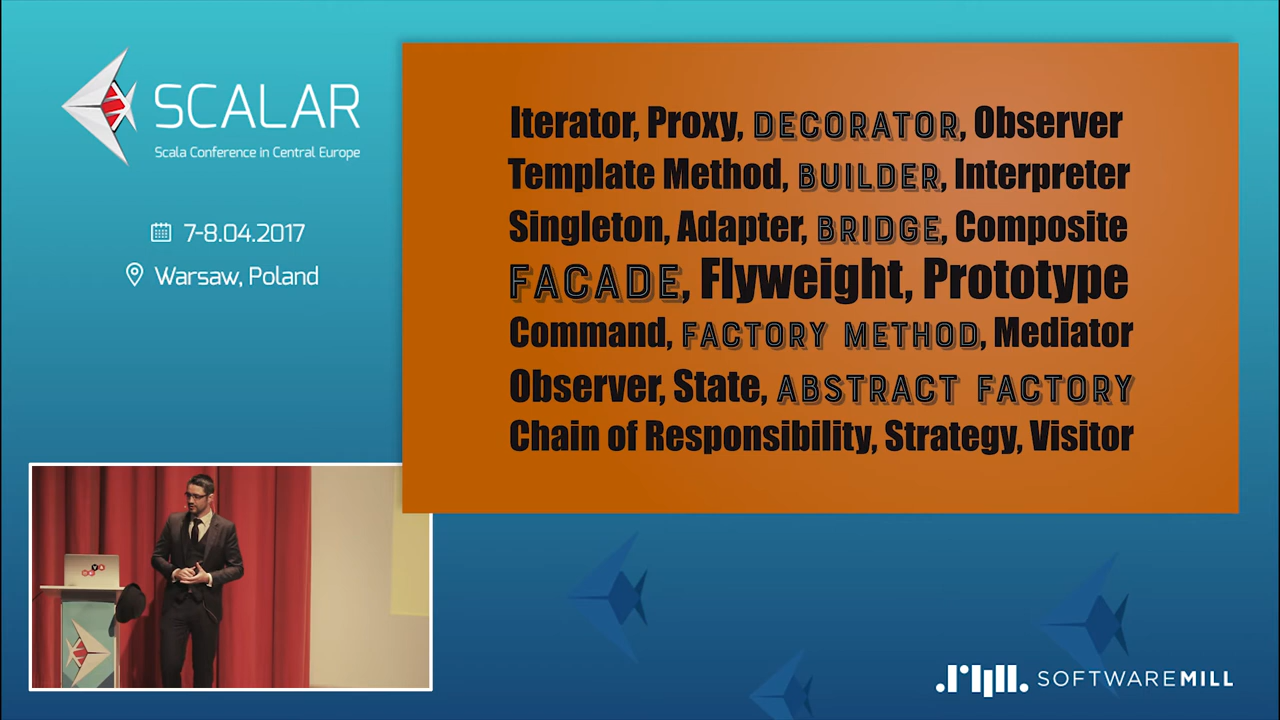 SCALAR
Scala Conference in Central Europe
7-8.04.2017
Warsaw, Poland
Iterator, Proxy, DECORATOR, Observer
Template Method, BUILDER, Interpreter
Singleton, Adapter, BRIDGE, Composite
FACADE, Flyweight, Prototype
Command, FACTORY METHOD, Mediator
Observer, State, ABSTRACT FACTORY
Chain of Responsibility, Strategy, Visitor
SOFTWAREMILL